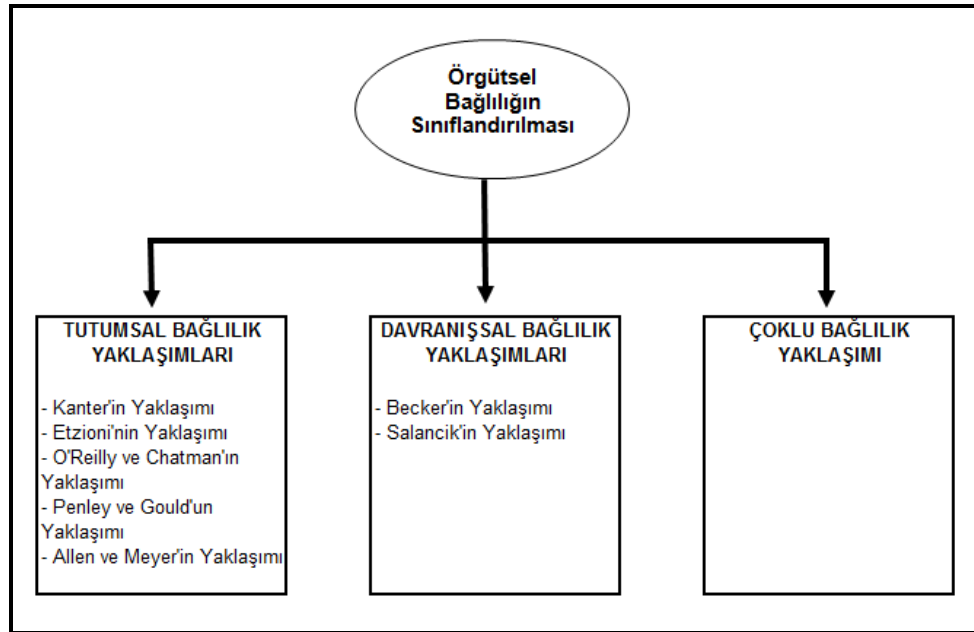 Örgütsel
Bağlılığın
Sınıflandırılması
TUTUMSAL BAĞLILIK
YAKLAŞIMLARI
- Kanter'in Yaklaşımı
- Etzioni'nin Yaklaşımı
- O'Reilly ve Chatman'ın
Yaklaşımı
- Penley ve Gould'un
Yaklaşımı
- Allen ve Meyer'in Yaklaşımı
DAVRANIŞSAL BAĞLILIK
YAKLAŞIMLARI
- Becker'in Yaklaşımı
- Salancik'in Yaklaşımı
ÇOKLU BAĞLILIK
YAKLAŞIMI